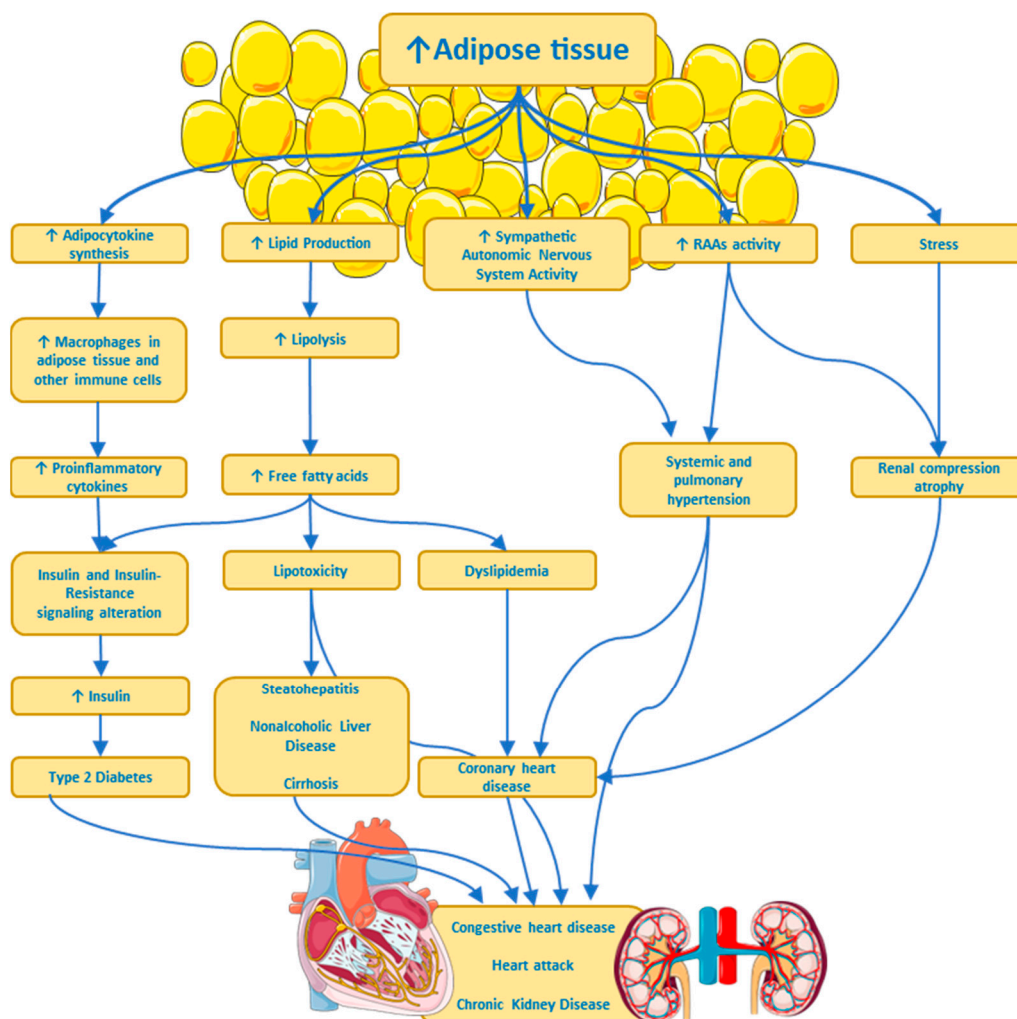 ↑Adipose tissue
↑ Adipocytokine
synthesis
↑ Lipid Production
↑ Sympathetic
Autonomic Nervous
System Activity
↑ RAAs activity
Stress
↑ Macrophages in
adipose tissue and
other immune cells
↑ Lipolysis
↑ Proinflammatory
cytokines
↑ Free fatty acids
Systemic and
pulmonary
hypertension
Renal compression
atrophy
Insulin and Insulin-
Resistance
signaling alteration
Lipotoxicity
Dyslipidemia
↑ Insulin
Steatohepatitis
Nonalcoholic Liver
Disease
Cirrhosis
Type 2 Diabetes
Coronary heart
disease
Congestive heart disease
Heart attack
Chronic Kidney Disease